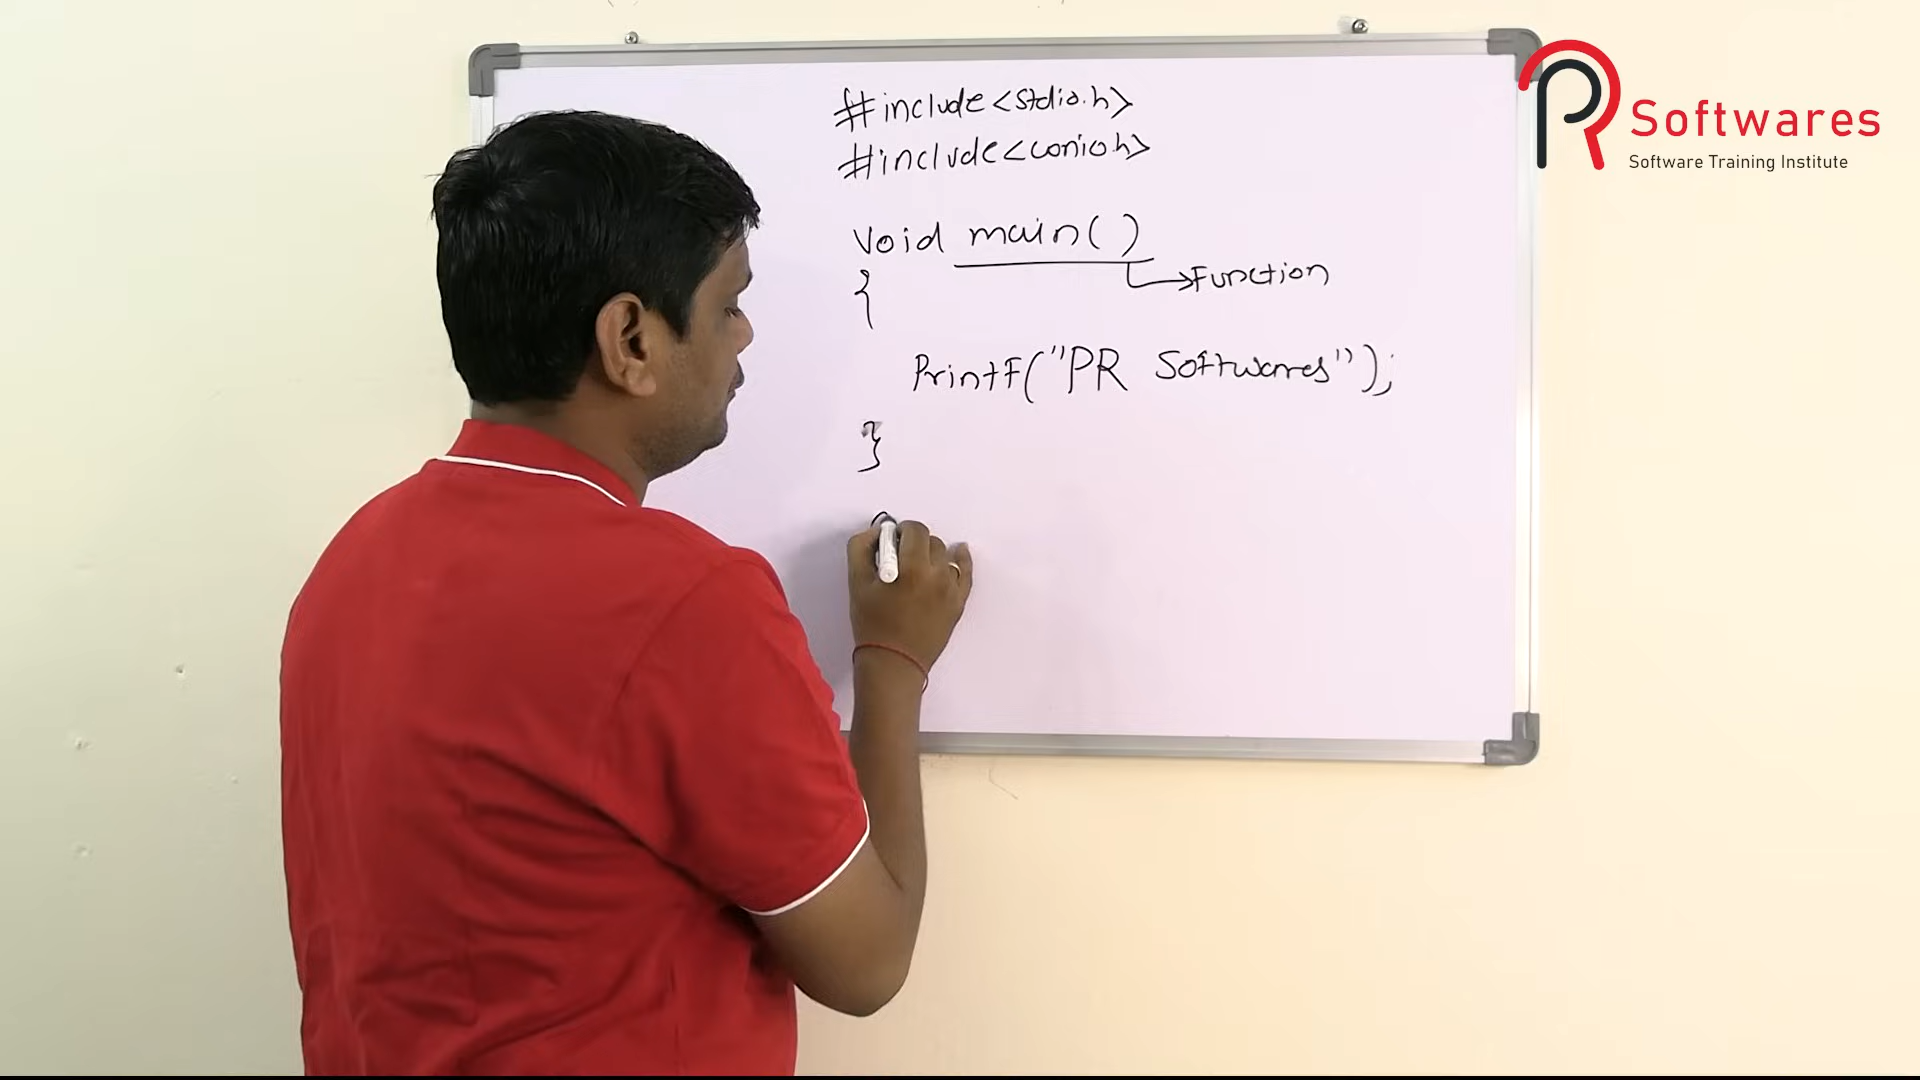 #include<stdio.h>
#include<conio.h>
void main()
Function
{
PrintF("PR Softwares");
}
PR
Softwares
Software Training Institute